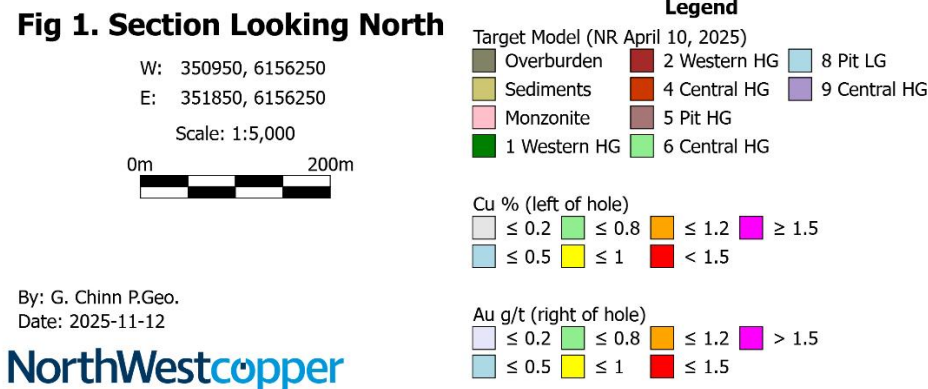 Fig 1. Section Looking North
W: 350950, 6156250
E: 351850, 6156250
Scale: 1:5,000
0m 200m
By: G. Chinn P.Geo.
Date: 2025-11-12
NorthWestcopper
Legend
Target Model (NR April 10, 2025)
Overburden 2 Western HG 8 Pit LG
Sediments 4 Central HG 9 Central HG
Monzonite 5 Pit HG
1 Western HG 6 Central HG
Cu % (left of hole)
≤ 0.2 ≤ 0.8 ≤ 1.2 ≥ 1.5
≤ 0.5 ≤ 1 < 1.5
Au g/t (right of hole)
≤ 0.2 ≤ 0.8 ≤ 1.2 > 1.5
≤ 0.5 ≤ 1 ≤ 1.5